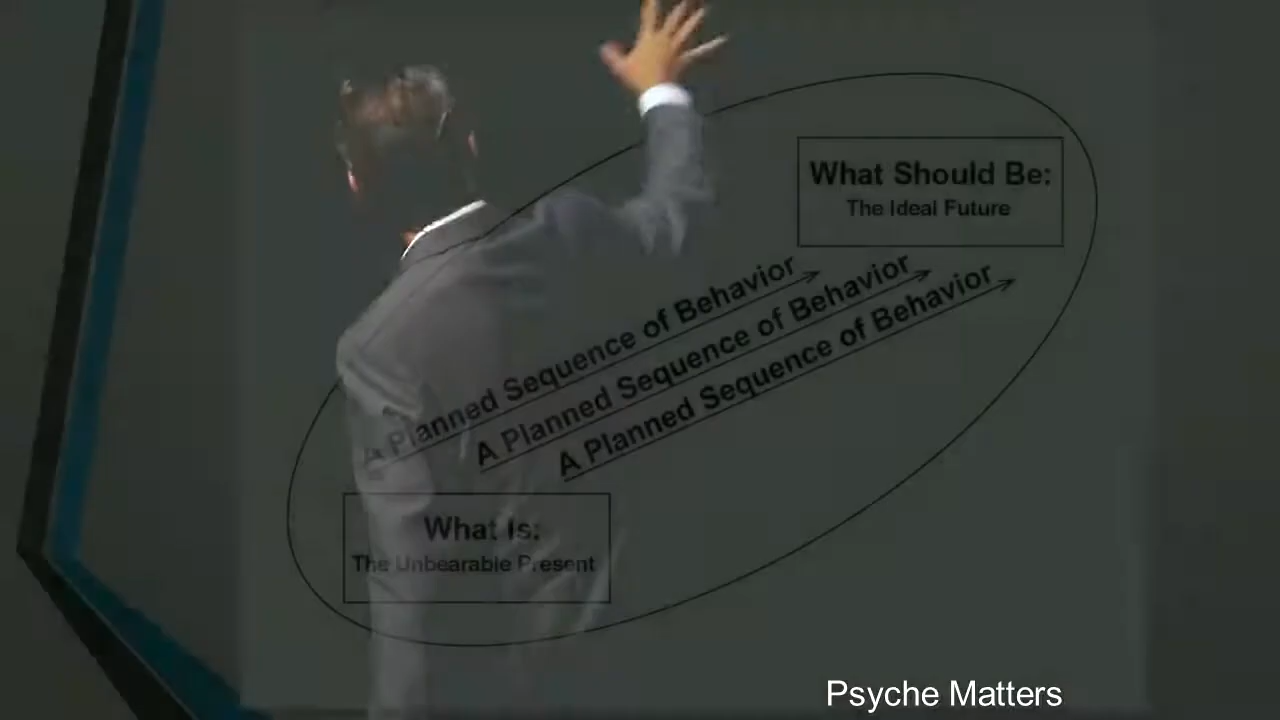 What Should Be:
The Ideal Future
A Planned Sequence of Behavior
A Planned Sequence of Behavior
A Planned Sequence of Behavior
What Is:
The Unbearable Present
Psyche Matters